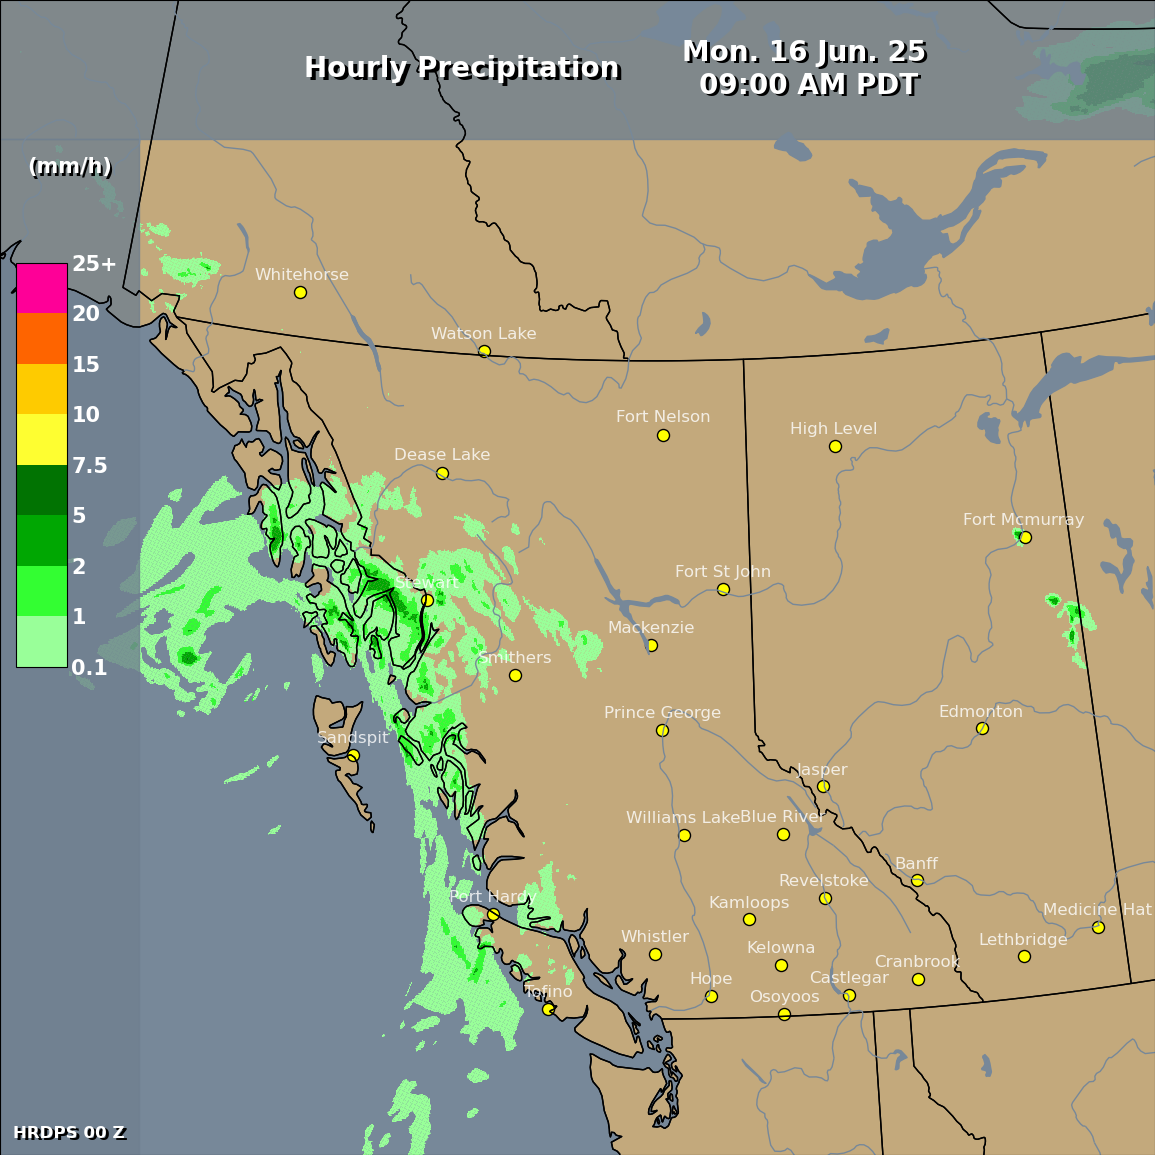 Hourly Precipitation
Mon. 16 Jun. 25
09:00 AM PDT
(mm/h)
25+
20
15
10
7.5
5
2
1
0.1
Whitehorse
Watson Lake
Fort Nelson
High Level
Dease Lake
Fort Mcmurray
Stewart
Fort St John
Mackenzie
Smithers
Prince George
Edmonton
Sandspit
Jasper
Williams Lake
Blue River
Banff
Revelstoke
Port Hardy
Kamloops
Medicine Hat
Whistler
Kelowna
Lethbridge
Cranbrook
Hope
Castlegar
Tofino
Osoyoos
HRDPS 00 Z